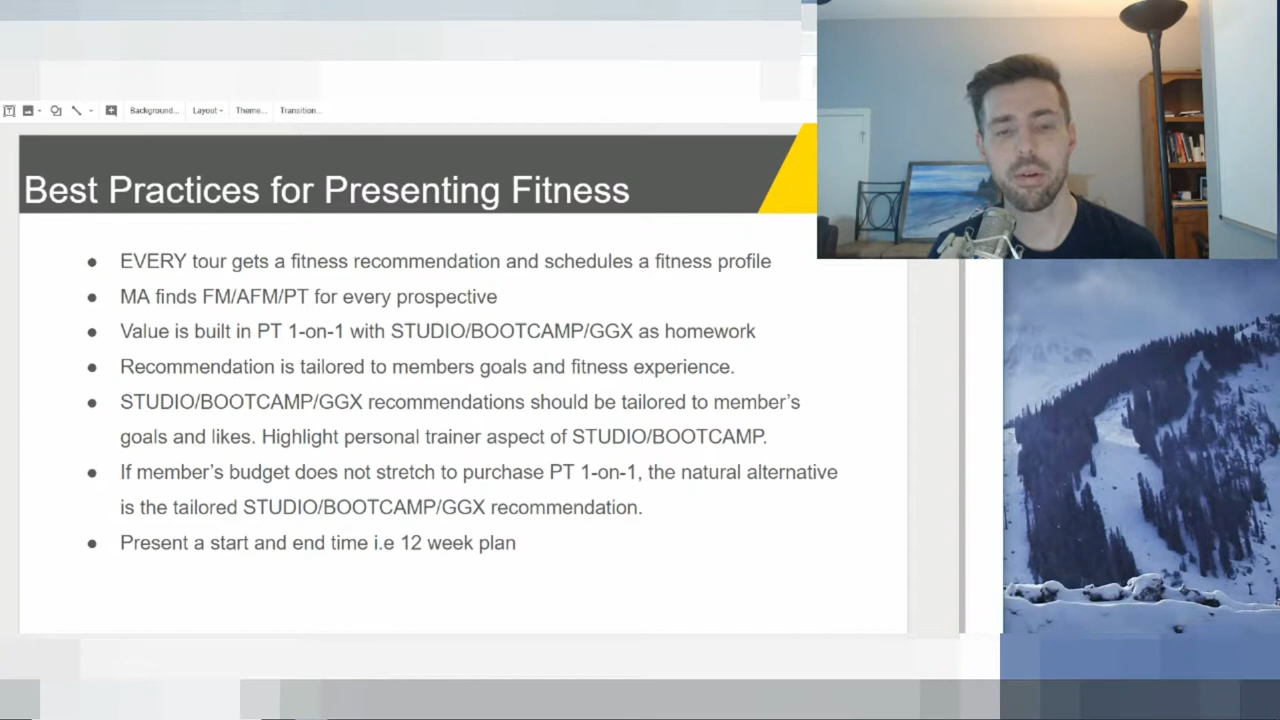 Background... Layout Theme... Transition...
Best Practices for Presenting Fitness
EVERY tour gets a fitness recommendation and schedules a fitness profile
MA finds FM/AFM/PT for every prospective
Value is built in PT 1-on-1 with STUDIO/BOOTCAMP/GGX as homework
Recommendation is tailored to members goals and fitness experience.
STUDIO/BOOTCAMP/GGX recommendations should be tailored to member's
goals and likes. Highlight personal trainer aspect of STUDIO/BOOTCAMP.
If member's budget does not stretch to purchase PT 1-on-1, the natural alternative
is the tailored STUDIO/BOOTCAMP/GGX recommendation.
Present a start and end time i.e 12 week plan